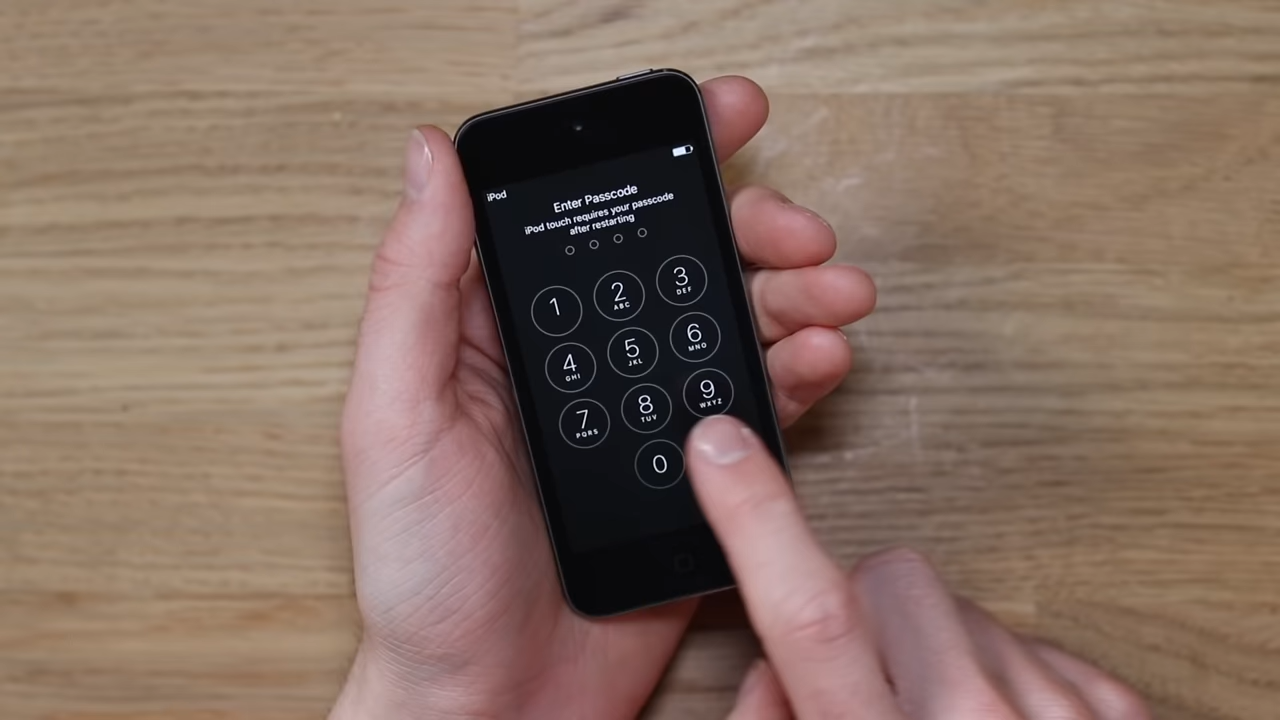 iPod
Enter Passcode
iPod touch requires your passcode
after restarting
1 2 3
ABC DEF
4 5 6
GHI JKL MNO
7 8 9
PQRS TUV WXYZ
0